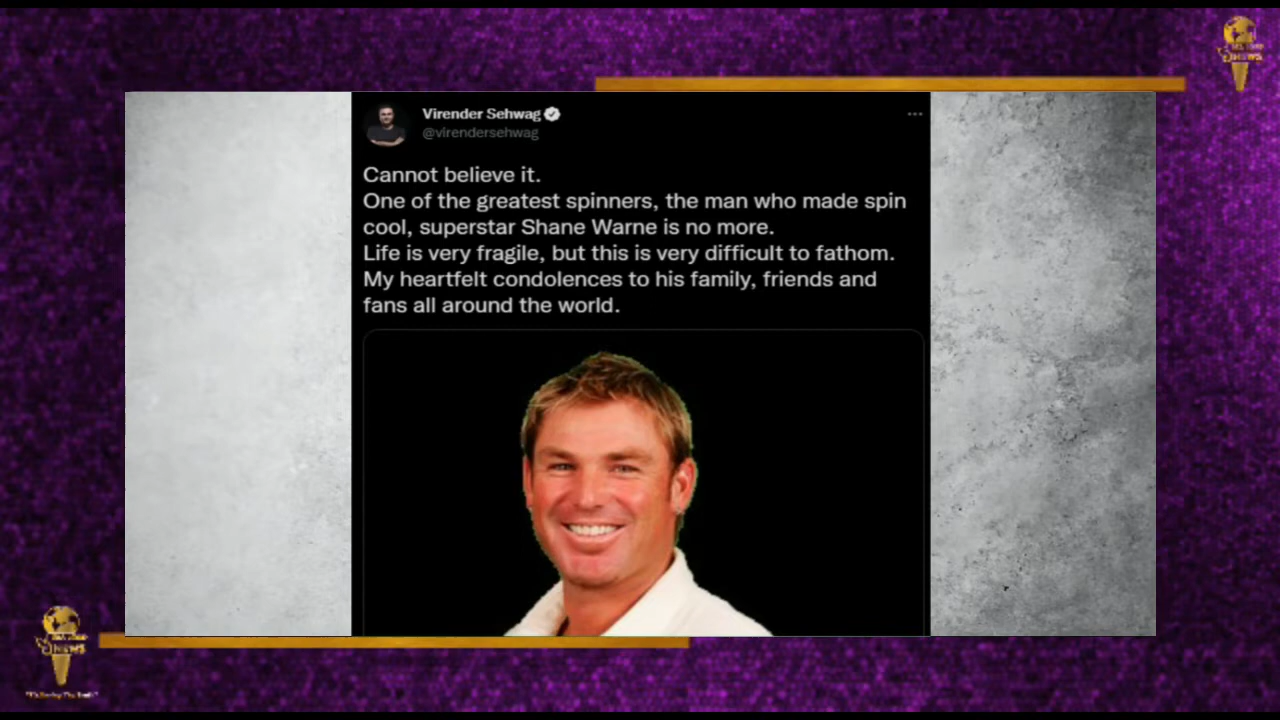 Virender Sehwag
@virendersehwag
Cannot believe it.
One of the greatest spinners, the man who made spin
cool, superstar Shane Warne is no more.
Life is very fragile, but this is very difficult to fathom.
My heartfelt condolences to his family, friends and
fans all around the world.